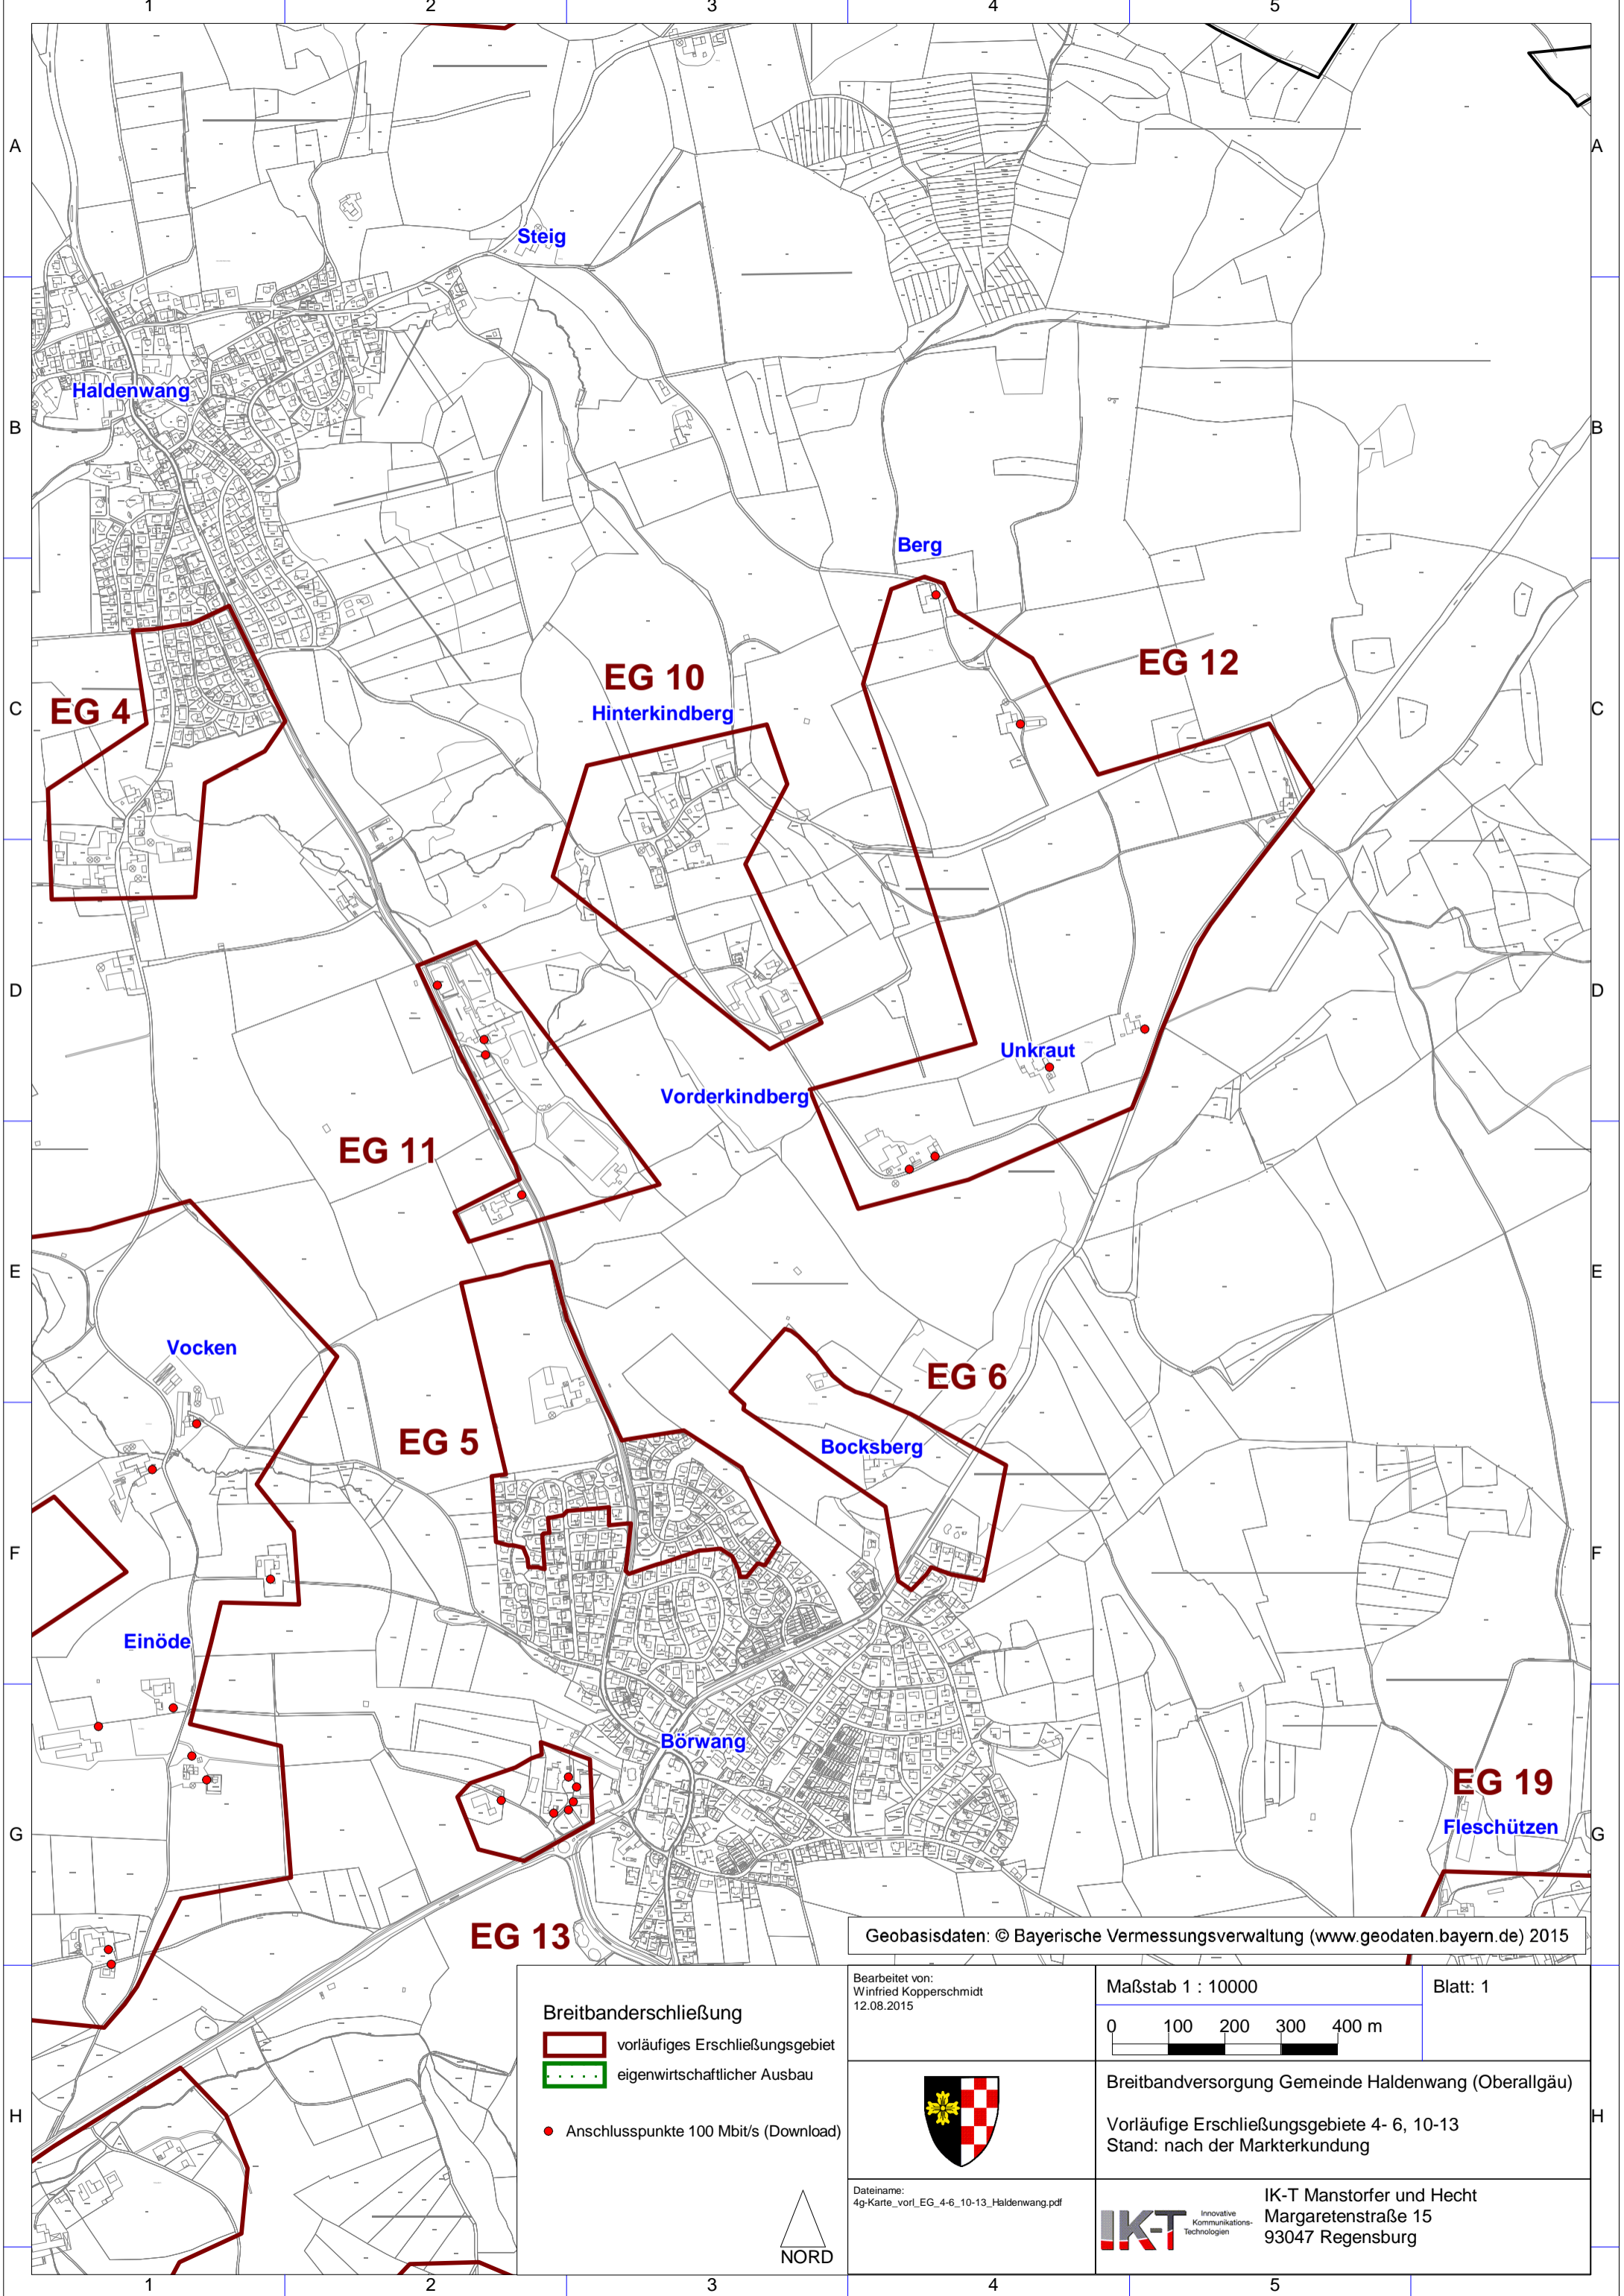 1 2 3 4 5
A A
Steig
B B
Haldenwang
Berg
C C
EG 4
EG 10
Hinterkindberg
EG 12
D D
Unkraut
Vorderkindberg
EG 11
E E
Vocken
EG 6
EG 5
Bocksberg
F F
Einöde
Börwang
EG 19
Fleschützen
G G
EG 13
Geobasisdaten: © Bayerische Vermessungsverwaltung (www.geodaten.bayern.de) 2015
Breitbanderschließung
vorläufiges Erschließungsgebiet
eigenwirtschaftlicher Ausbau
Anschlusspunkte 100 Mbit/s (Download)
NORD
Bearbeitet von:
Winfried Kopperschmidt
12.08.2015
Maßstab 1 : 10000
Blatt: 1
0 100 200 300 400 m
Breitbandversorgung Gemeinde Haldenwang (Oberallgäu)
Vorläufige Erschließungsgebiete 4- 6, 10-13
Stand: nach der Markterkundung
H H
Dateiname:
4g-Karte_vorl_EG_4-6_10-13_Haldenwang.pdf
IK-T
Innovative
Kommunikations-
Technologien
IK-T Manstorfer und Hecht
Margaretenstraße 15
93047 Regensburg
1 2 3 4 5